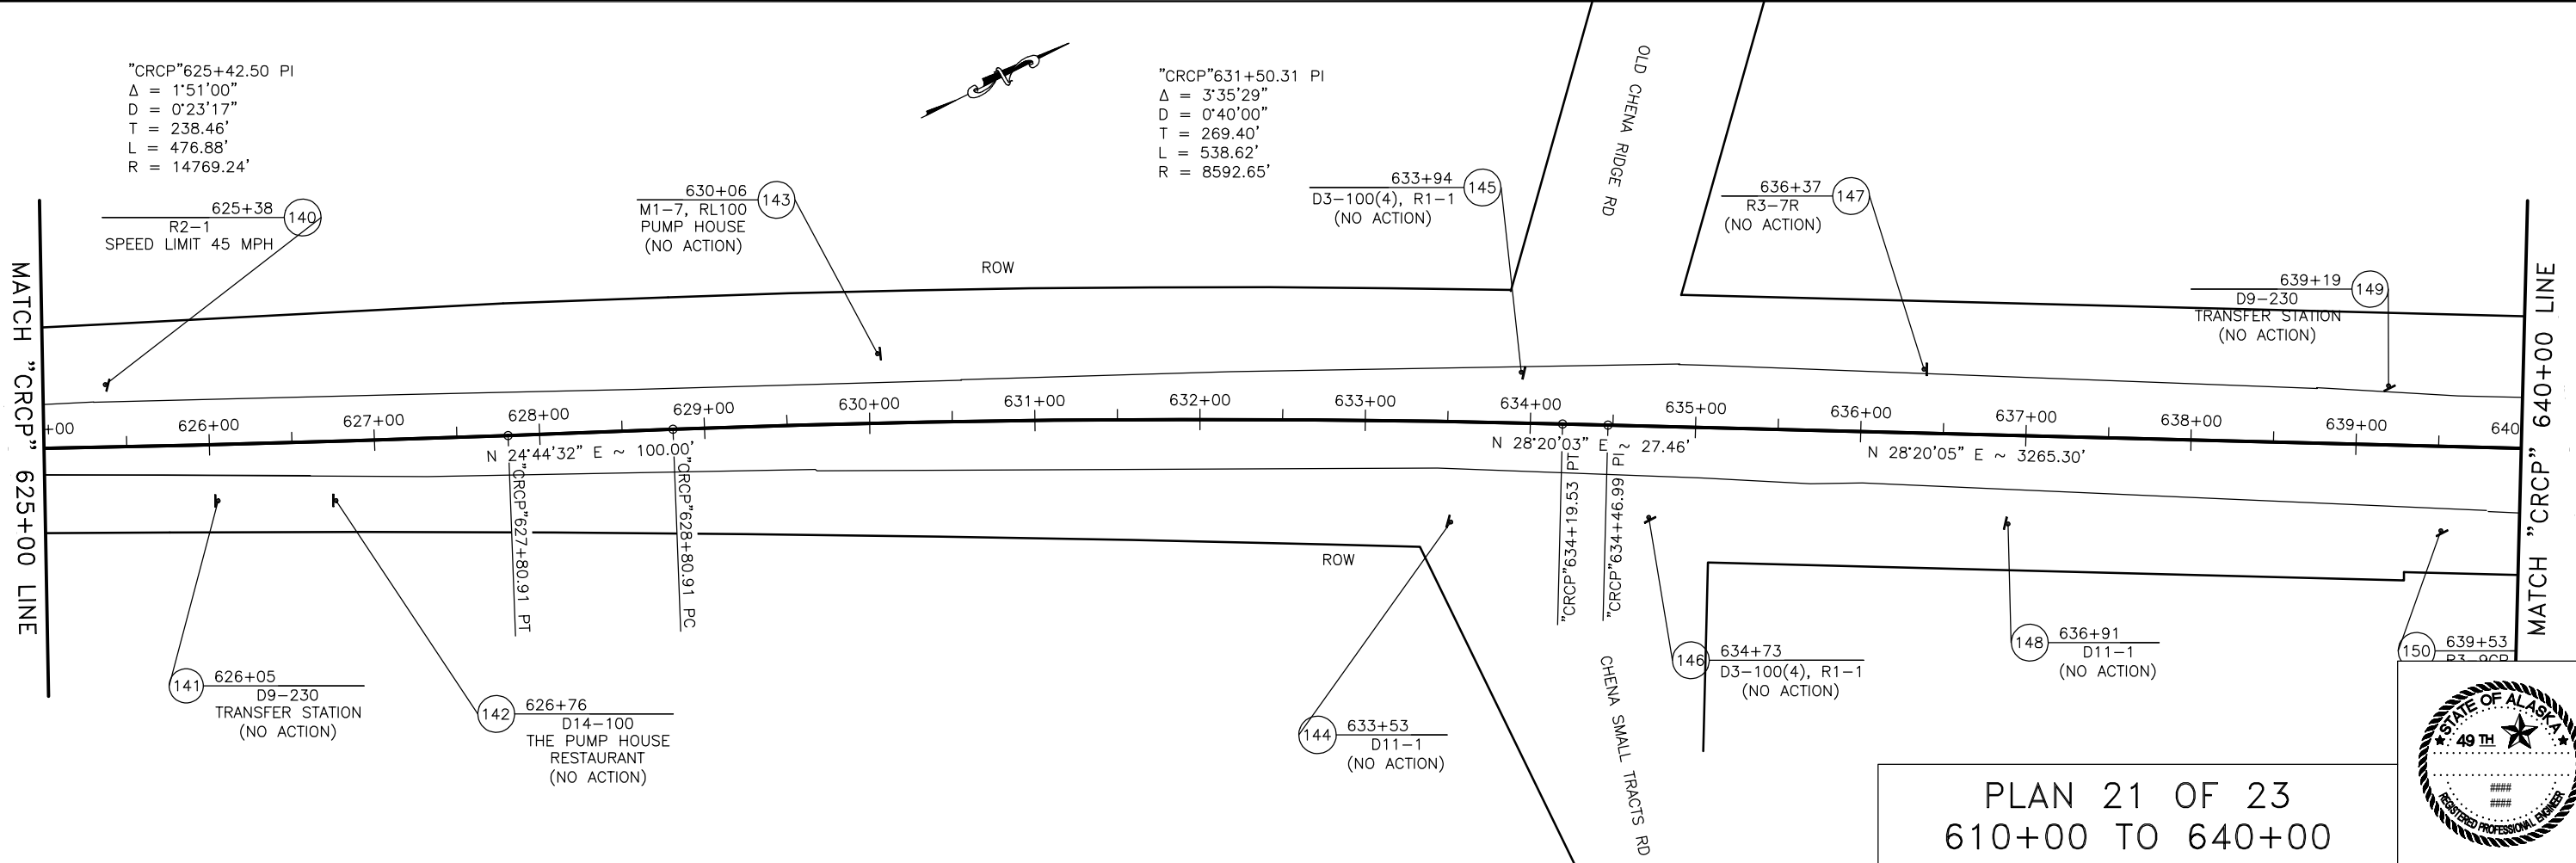 "CRCP"625+42.50 PI
Δ = 1°51'00"
D = 0°23'17"
T = 238.46'
L = 476.88'
R = 14769.24'
"CRCP"631+50.31 PI
Δ = 3°35'29"
D = 0°40'00"
T = 269.40'
L = 538.62'
R = 8592.65'
OLD CHENA RIDGE RD
625+38 140
R2-1
SPEED LIMIT 45 MPH
630+06 143
M1-7, RL100
PUMP HOUSE
(NO ACTION)
633+94 145
D3-100(4), R1-1
(NO ACTION)
636+37 147
R3-7R
(NO ACTION)
639+19 149
D9-230
TRANSFER STATION
(NO ACTION)
ROW
MATCH "CRCP" 625+00 LINE
+00 626+00 627+00 628+00 629+00 630+00 631+00 632+00 633+00 634+00 635+00 636+00 637+00 638+00 639+00 640
MATCH "CRCP" 640+00 LINE
N 24°44'32" E ~ 100.00'
N 28°20'03" E ~ 27.46'
N 28°20'05" E ~ 3265.30'
"CRCP"627+80.91 PT
"CRCP"628+80.91 PC
"CRCP"634+19.53 PT
"CRCP"634+46.99 PI
ROW
141 626+05
D9-230
TRANSFER STATION
(NO ACTION)
142 626+76
D14-100
THE PUMP HOUSE
RESTAURANT
(NO ACTION)
144 633+53
D11-1
(NO ACTION)
146 634+73
D3-100(4), R1-1
(NO ACTION)
148 636+91
D11-1
(NO ACTION)
150 639+53
CHENA SMALL TRACTS RD
PLAN 21 OF 23
610+00 TO 640+00
STATE OF ALASKA
49 TH
####
####
REGISTERED PROFESSIONAL ENGINEER